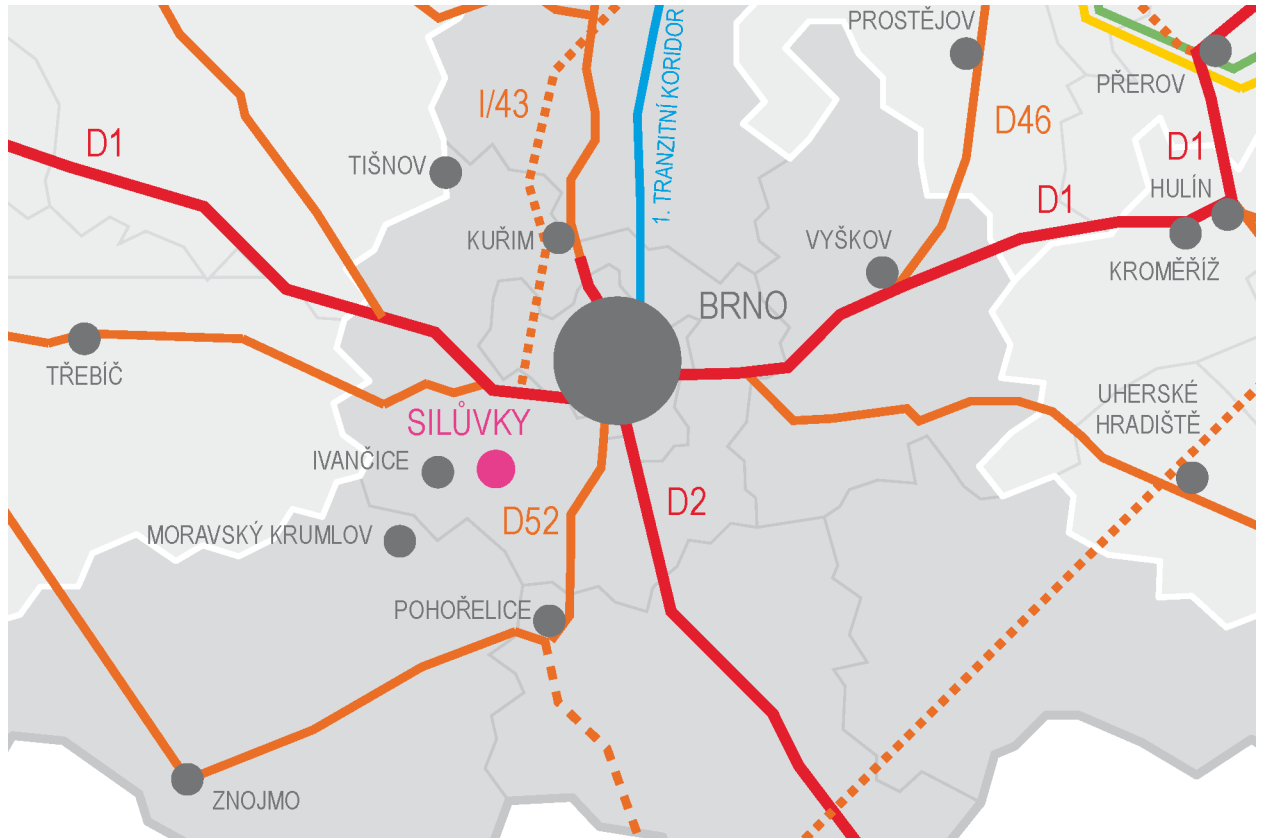 PROSTĚJOV
PŘEROV
I/43
1. TRANZITNÍ KORIDOR
D46
D1
D1
TIŠNOV
HULÍN
D1
KUŘIM
VYŠKOV
KROMĚŘÍŽ
BRNO
TŘEBÍČ
UHERSKÉ
HRADIŠTĚ
SILŮVKY
IVANČICE
D2
D52
MORAVSKÝ KRUMLOV
POHOŘELICE
ZNOJMO